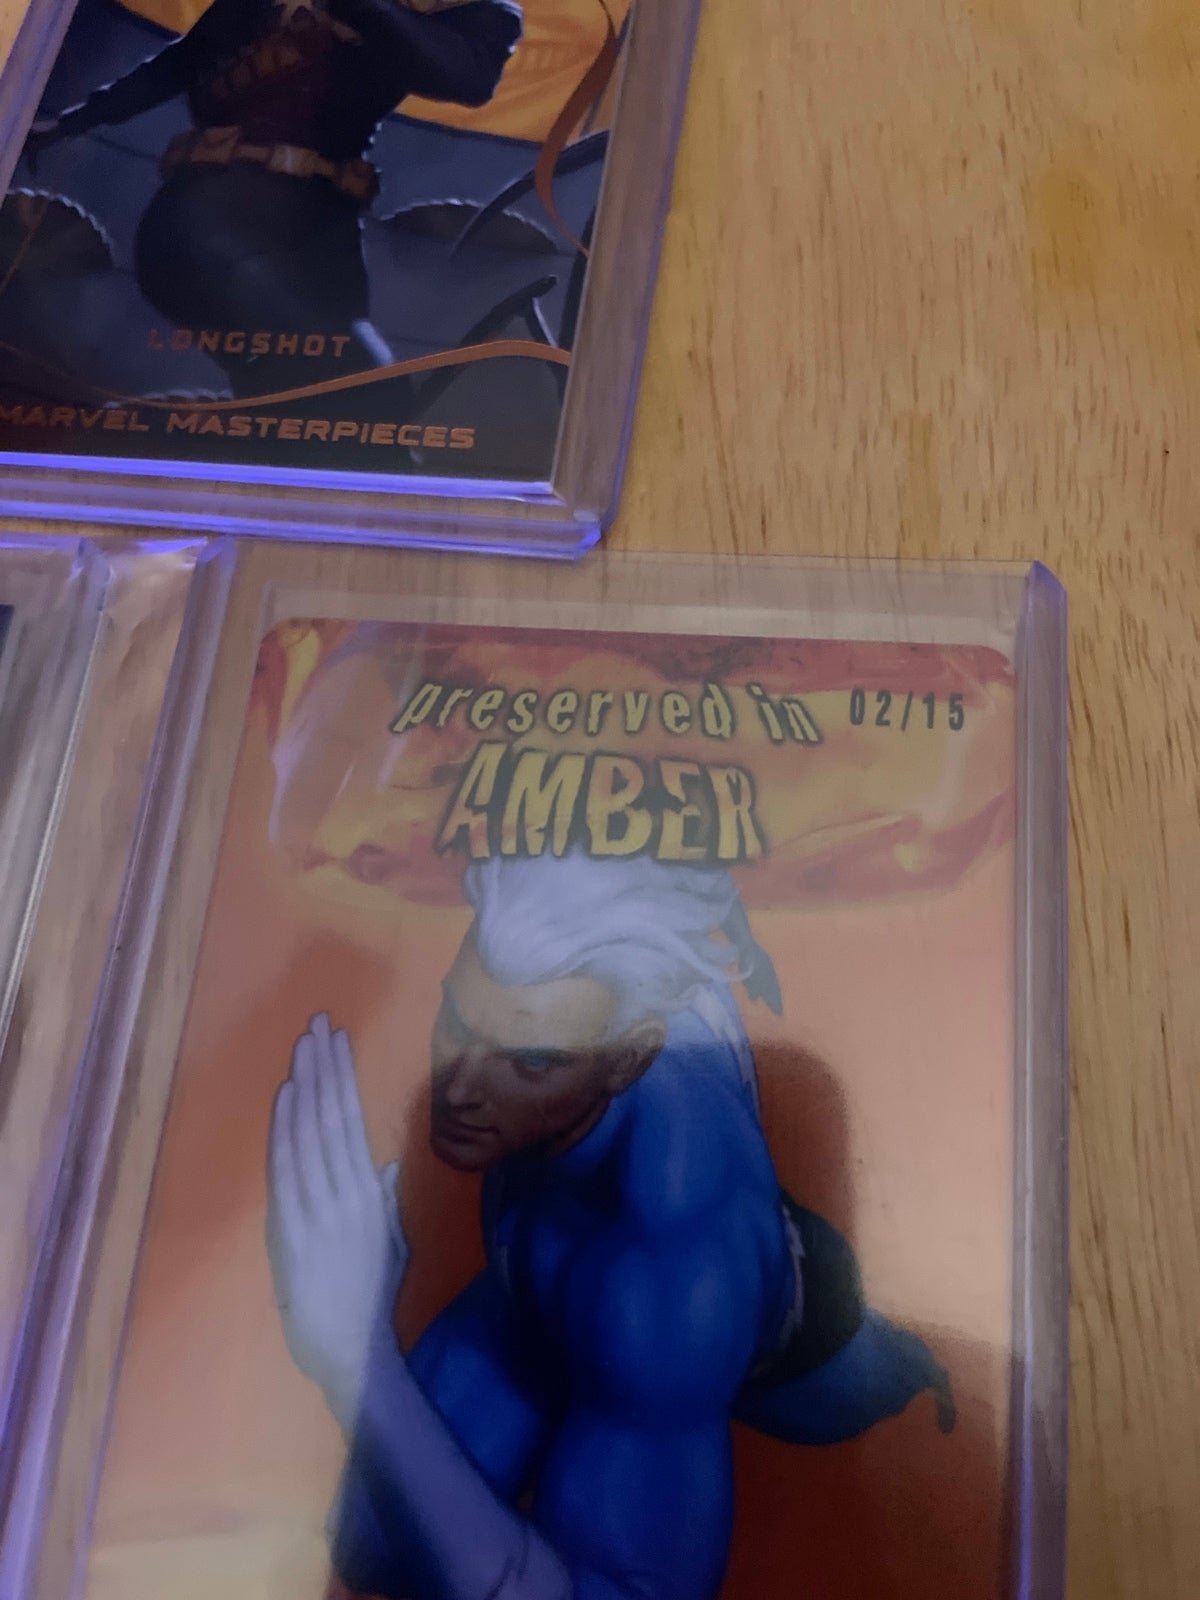 LONGSHOT
MARVEL MASTERPIECES
preserved in 02/15
AMBER